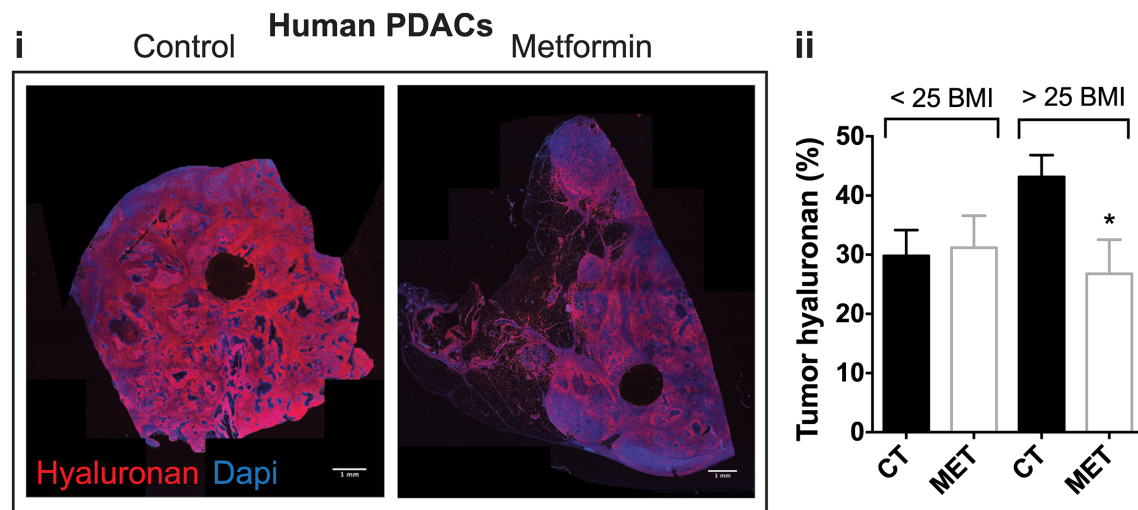 Human PDACs
i
Control
Metformin
Hyaluronan Dapi
1 mm
1 mm
ii
< 25 BMI
> 25 BMI
Tumor hyaluronan (%)
50
40
30
20
10
0
*
CT
MET
CT
MET